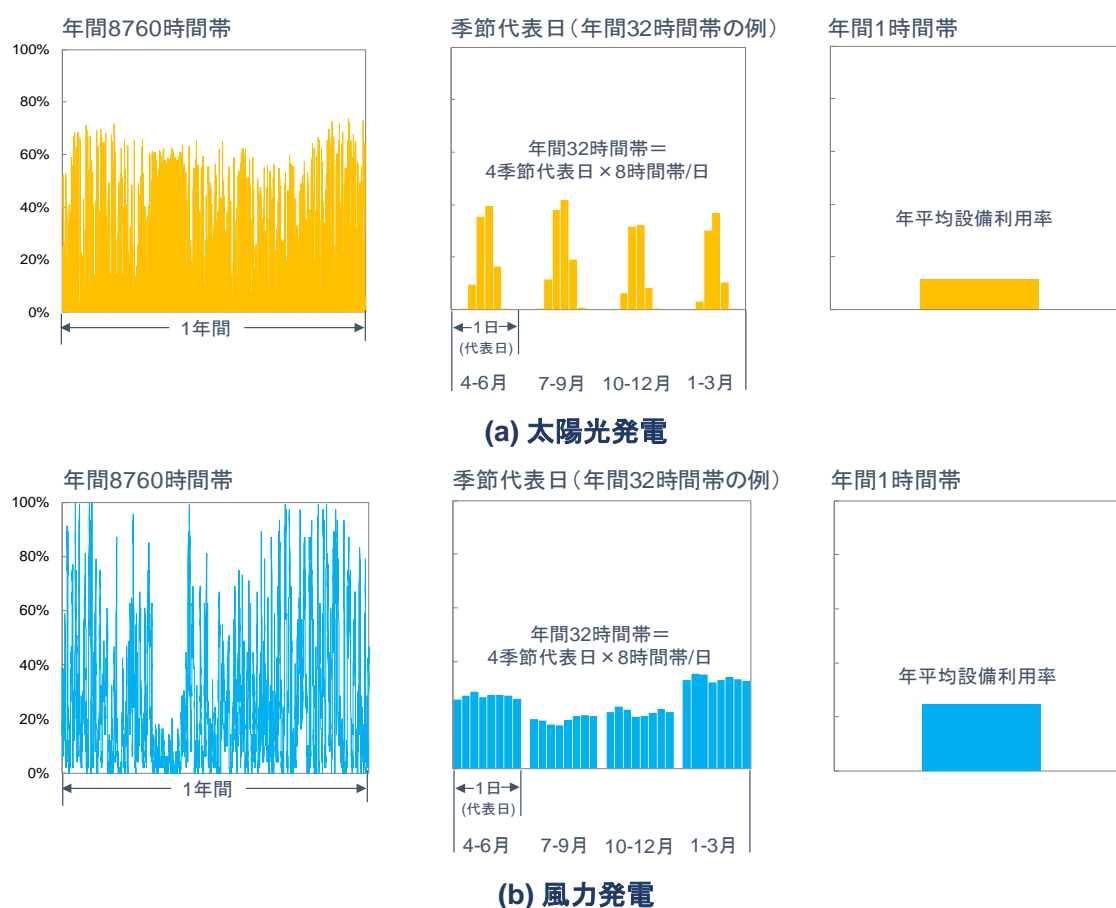 年間8760時間帯
100%
80%
60%
40%
20%
0%
1年間
季節代表日（年間32時間帯の例）
年間32時間帯＝
4季節代表日×8時間帯/日
1日
(代表日)
4-6月
7-9月
10-12月
1-3月
年間1時間帯
年平均設備利用率
(a) 太陽光発電
年間8760時間帯
100%
80%
60%
40%
20%
0%
1年間
季節代表日（年間32時間帯の例）
年間32時間帯＝
4季節代表日×8時間帯/日
1日
(代表日)
4-6月
7-9月
10-12月
1-3月
年間1時間帯
年平均設備利用率
(b) 風力発電